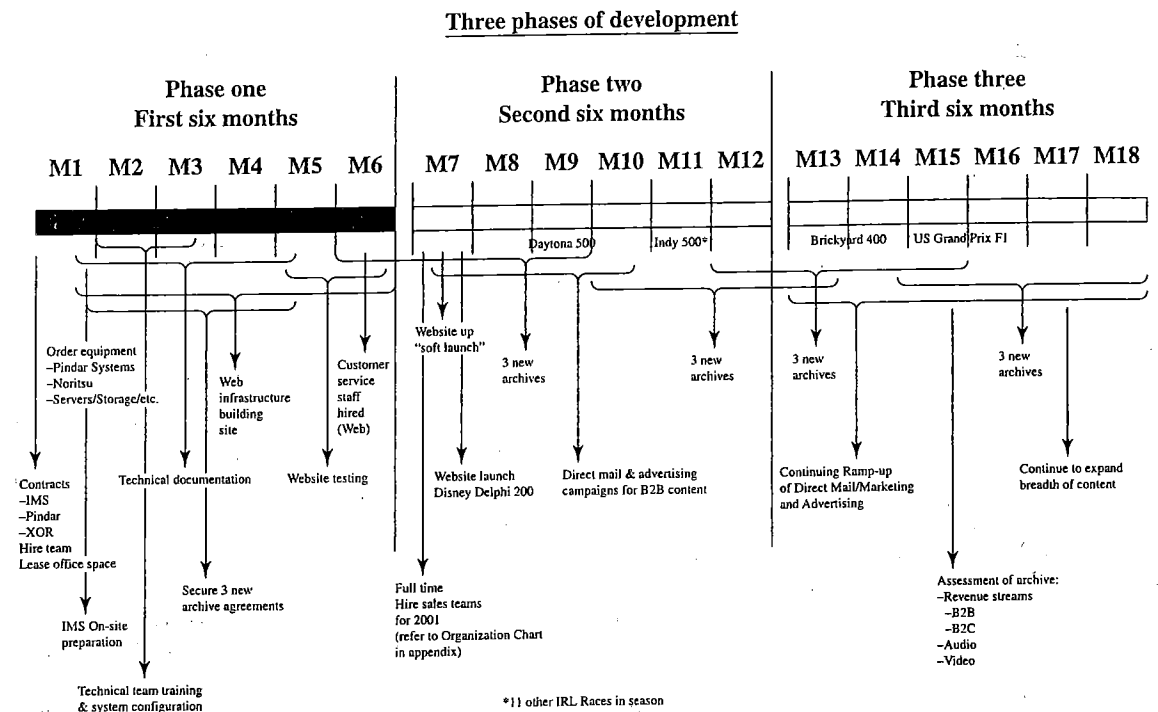 Three phases of development
Phase one
First six months
Phase two
Second six months
Phase three
Third six months
M1 M2 M3 M4 M5 M6
M7 M8 M9 M10 M11 M12
M13 M14 M15 M16 M17 M18
Daytona 500
Indy 500*
Brickyard 400
US Grand Prix F1
Order equipment
–Pindar Systems
–Noritsu
–Servers/Storage/etc.
Web
infrastructure
building
site
Customer
service
staff
hired
(Web)
Website up
"soft launch"
3 new
archives
3 new
archives
3 new
archives
3 new
archives
Contracts
–IMS
–Pindar
–XOR
Hire team
Lease office space
Technical documentation
Website testing
Website launch
Disney Delphi 200
Direct mail & advertising
campaigns for B2B content
Continuing Ramp-up
of Direct Mail/Marketing
and Advertising
Continue to expand
breadth of content
IMS On-site
preparation
Secure 3 new
archive agreements
Full time
Hire sales teams
for 2001
(refer to Organization Chart
in appendix)
Assessment of archive:
–Revenue streams
–B2B
–B2C
–Audio
–Video
Technical team training
& system configuration
*11 other IRL Races in season